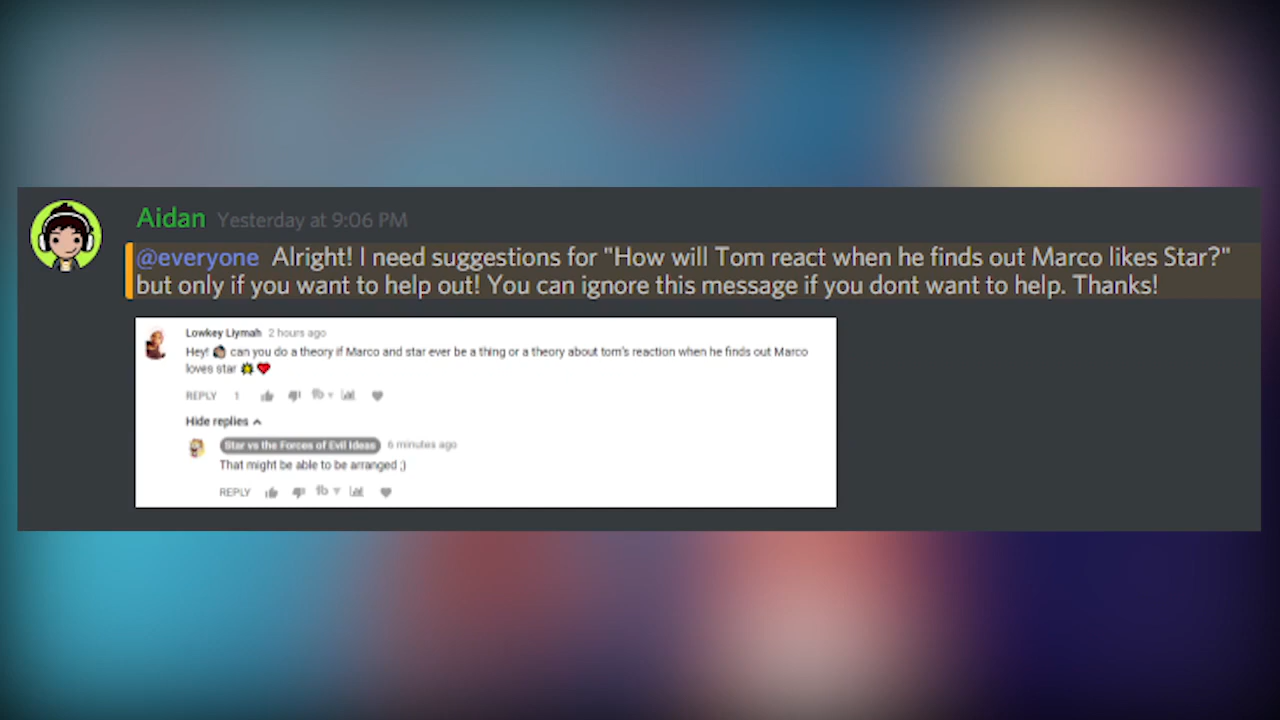 Aidan Yesterday at 9:06 PM
@everyone Alright! I need suggestions for "How will Tom react when he finds out Marco likes Star?"
but only if you want to help out! You can ignore this message if you dont want to help. Thanks!
Lowkey Liymah 2 hours ago
Hey! can you do a theory if Marco and star ever be a thing or a theory about tom's reaction when he finds out Marco
loves star
REPLY 1
Hide replies
Star vs the Forces of Evil Ideas 6 minutes ago
That might be able to be arranged ;)
REPLY